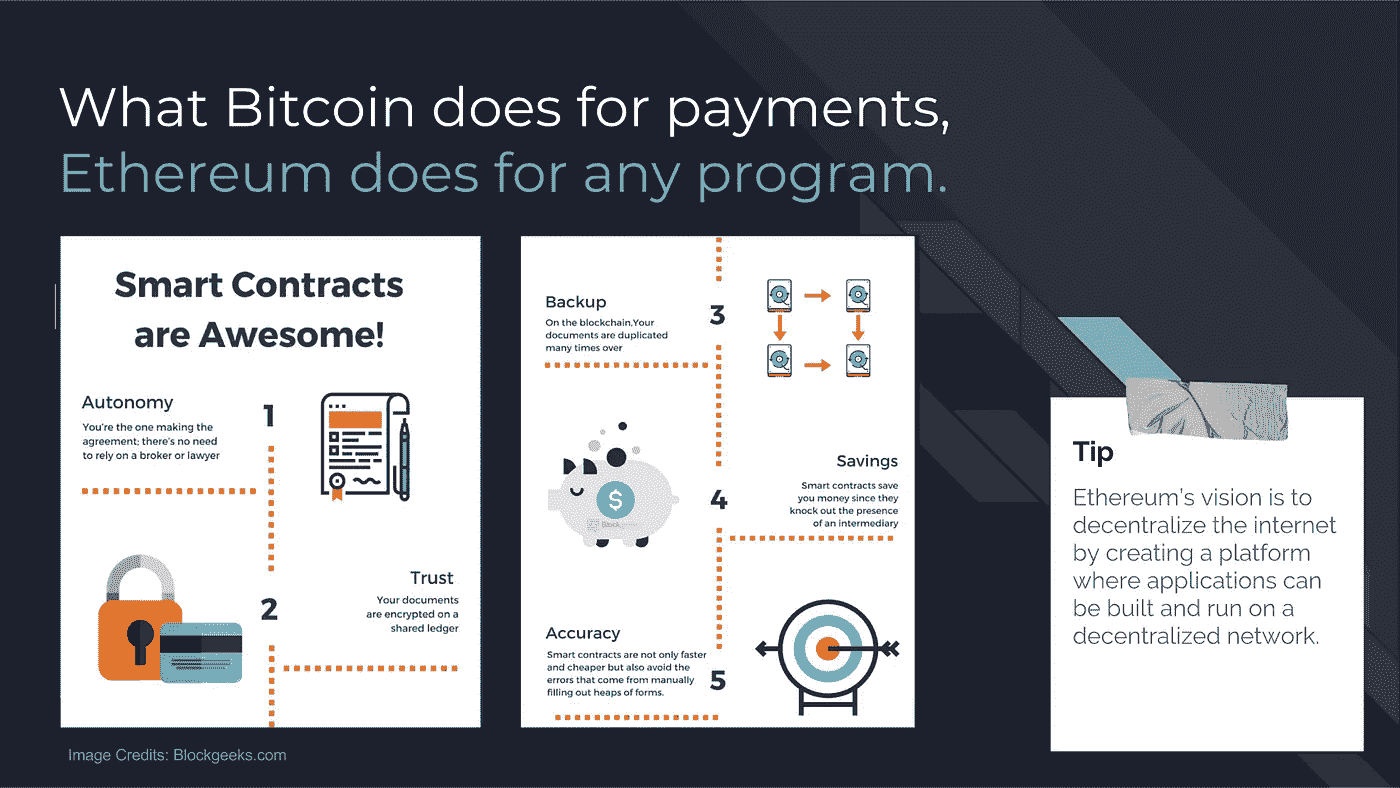 What Bitcoin does for payments,
Ethereum does for any program.
Smart Contracts
are Awesome!
Autonomy
You're the one making the
agreement; there's no need
to rely on a broker or lawyer
1
2
Trust
Your documents
are encrypted on a
shared ledger
Backup
On the blockchain,Your
documents are duplicated
many times over
3
$
4
Savings
Smart contracts save
you money since they
knock out the presence
of an intermediary
Accuracy
Smart contracts are not only faster
and cheaper but also avoid the
errors that come from manually
filling out heaps of forms.
5
Tip
Ethereum's vision is to
decentralize the internet
by creating a platform
where applications can
be built and run on a
decentralized network.
Image Credits: Blockgeeks.com